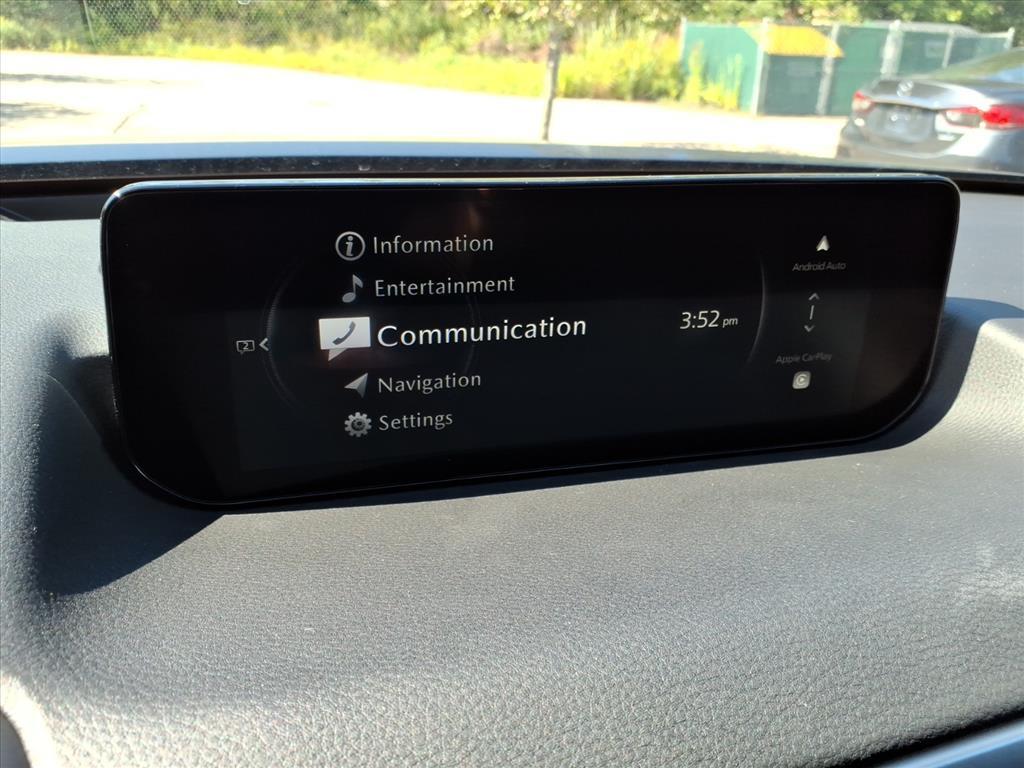 Information
Entertainment
2 Communication 3:52 pm
Navigation
Settings
Android Auto
Apple CarPlay